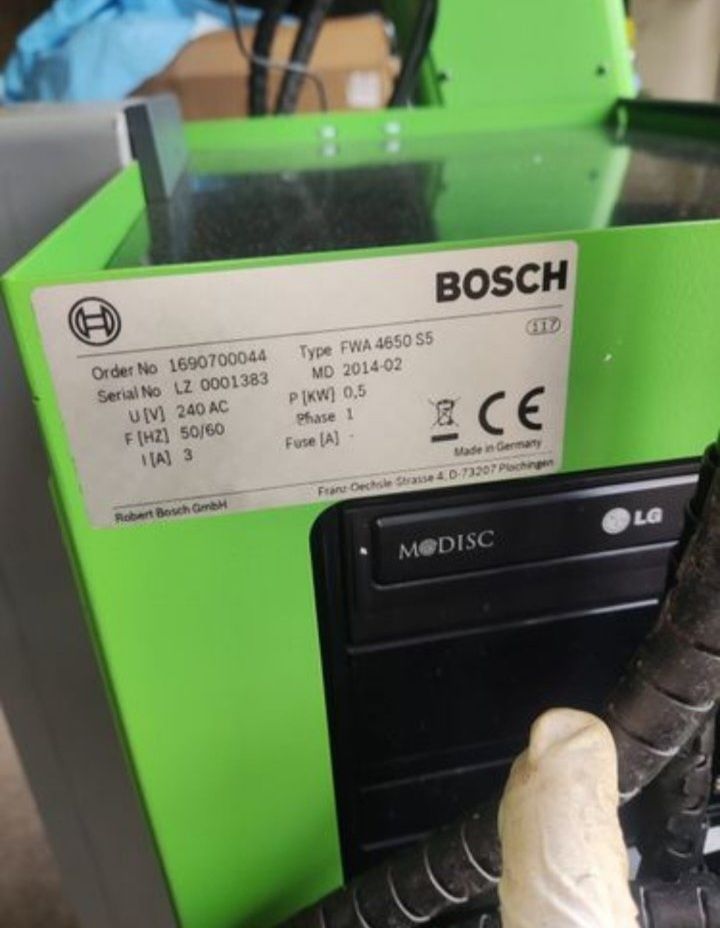 BOSCH
117
Order No 1690700044 Type FWA 4650 S5
Serial No LZ 0001383 MD 2014-02
U [V] 240 AC P [KW] 0,5
F [HZ] 50/60 Phase 1
I [A] 3 Fuse [A] -
CE
Made in Germany
Robert Bosch GmbH Franz-Oechsle-Strasse 4, D-73207 Plochingen
M@DISC LG